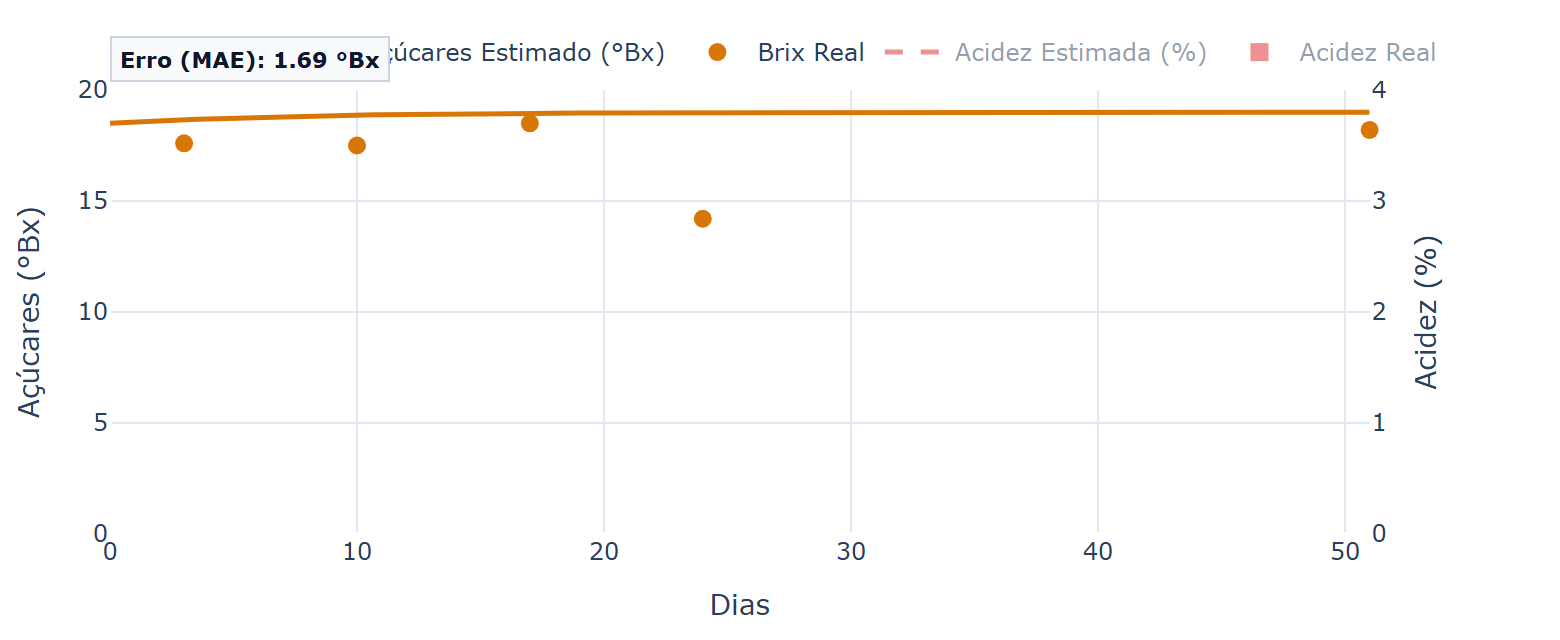 Erro (MAE): 1.69 ºBx
çúcares Estimado (°Bx) Brix Real Acidez Estimada (%) Acidez Real
20 4
15 3
10 2
5 1
0 0
0 10 20 30 40 50
Dias
Açúcares (°Bx)
Acidez (%)